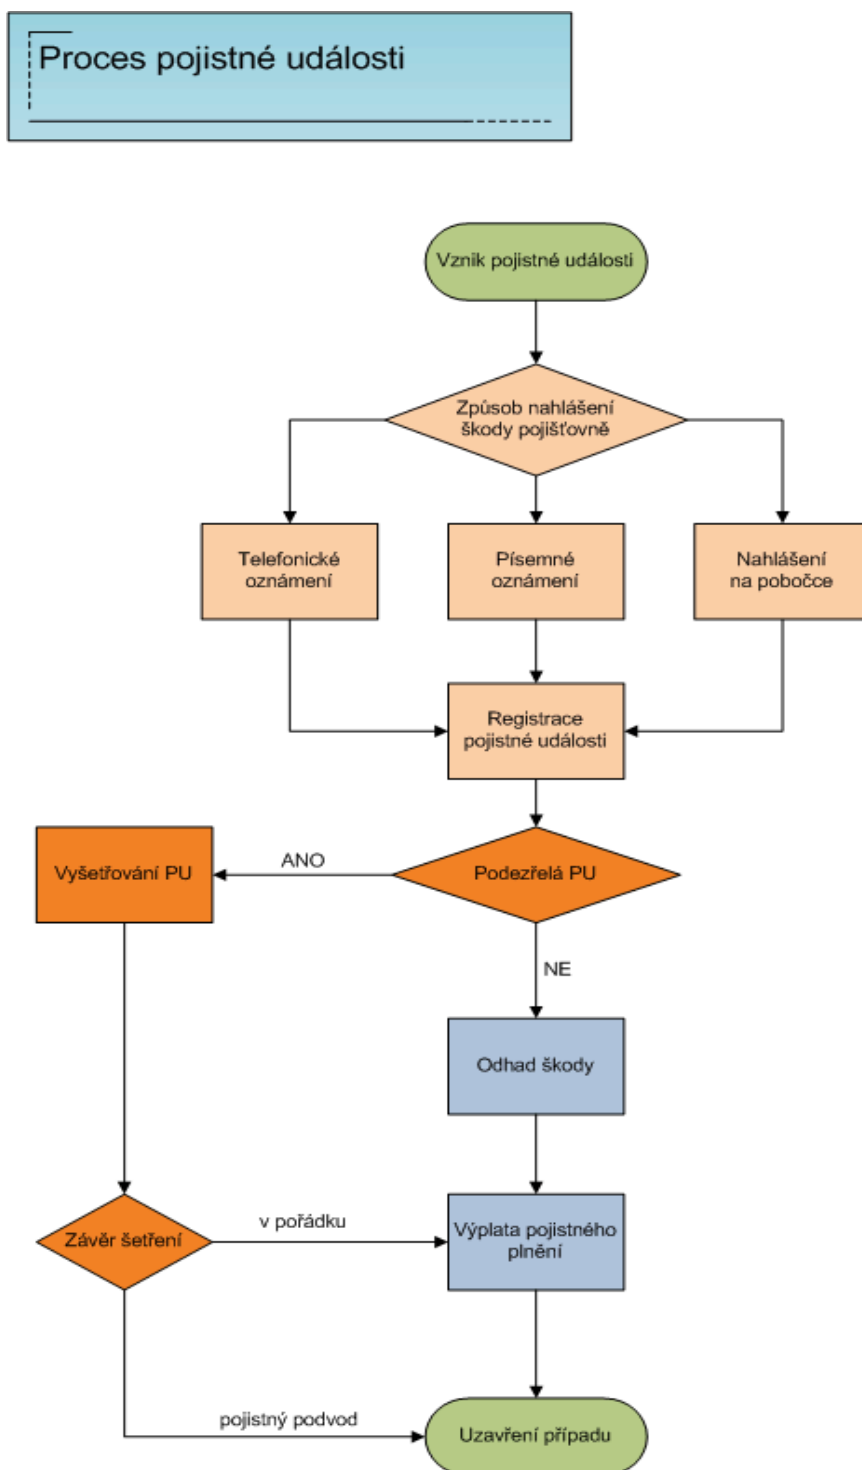 Proces pojistné události
Vznik pojistné události
Způsob nahlášení
škody pojišťovně
Telefonické
oznámení
Písemné
oznámení
Nahlášení
na pobočce
Registrace
pojistné události
Vyšetřování PU
ANO
Podezřelá PU
NE
Odhad škody
Závěr šetření
v pořádku
Výplata pojistného
plnění
pojistný podvod
Uzavření případu